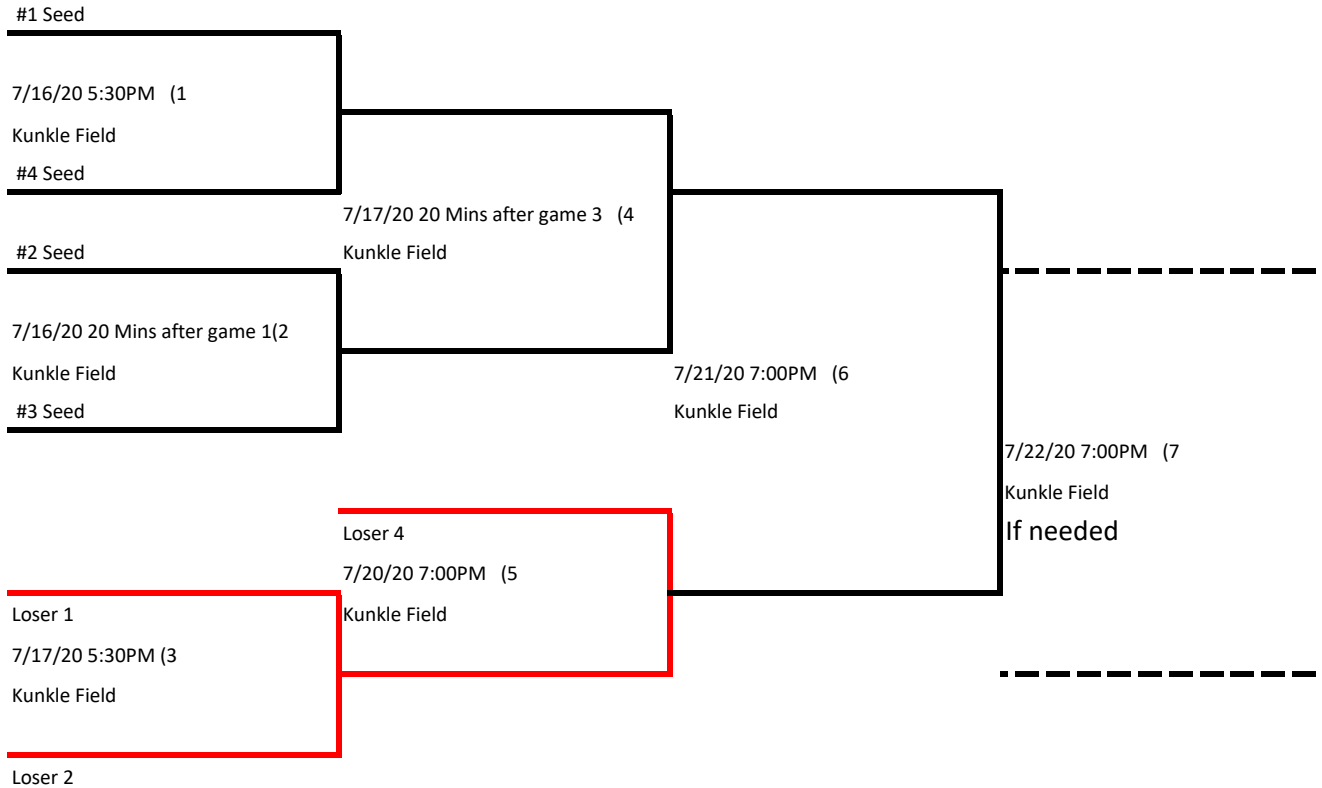 #1 Seed
7/16/20 5:30PM (1
Kunkle Field
#4 Seed
7/17/20 20 Mins after game 3 (4
Kunkle Field
#2 Seed
7/16/20 20 Mins after game 1(2
Kunkle Field
#3 Seed
7/21/20 7:00PM (6
Kunkle Field
7/22/20 7:00PM (7
Kunkle Field
If needed
Loser 4
7/20/20 7:00PM (5
Kunkle Field
Loser 1
7/17/20 5:30PM (3
Kunkle Field
Loser 2